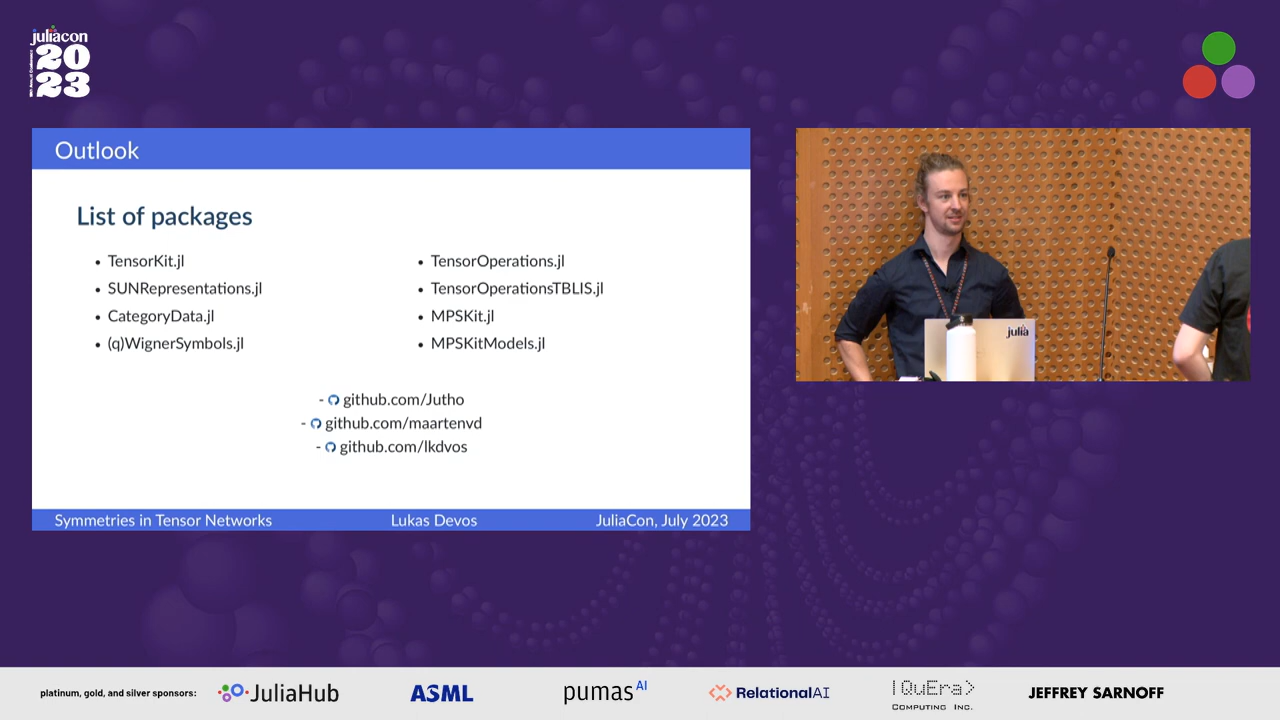 juliacon
20
23
Outlook
List of packages
• TensorKit.jl
• SUNRepresentations.jl
• CategoryData.jl
• (q)WignerSymbols.jl
• TensorOperations.jl
• TensorOperationsTBLIS.jl
• MPSKit.jl
• MPSKitModels.jl
- github.com/Jutho
- github.com/maartenvd
- github.com/lkdvos
Symmetries in Tensor Networks Lukas Devos JuliaCon, July 2023
julia
platinum, gold, and silver sponsors: JuliaHub ASML pumas AI RelationalAI |QuEra> JEFFREY SARNOFF
COMPUTING INC.